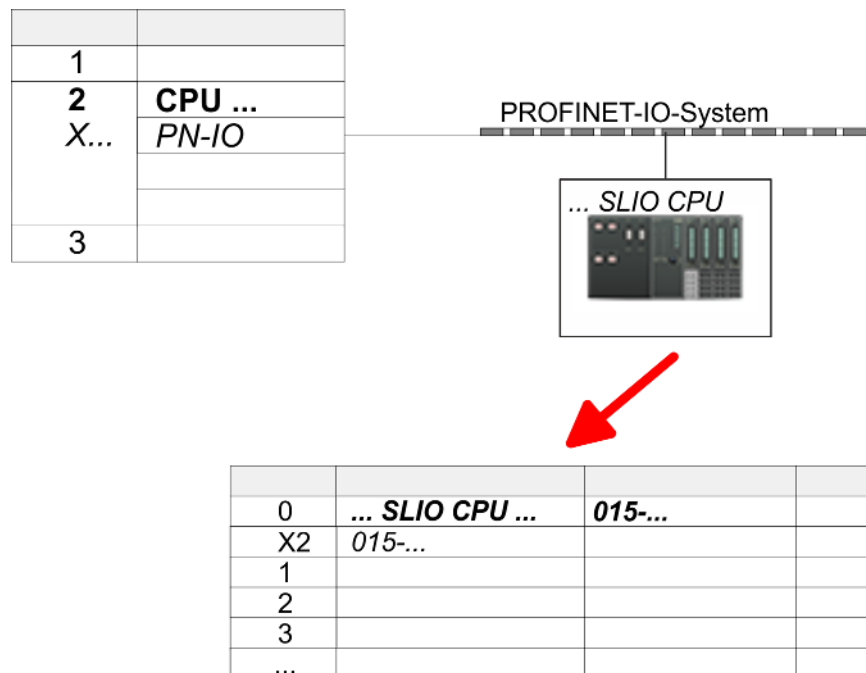 1
2 CPU ...
X... PN-IO
3
PROFINET-IO-System
... SLIO CPU
0 ... SLIO CPU ... 015-...
X2 015-...
1
2
3
...